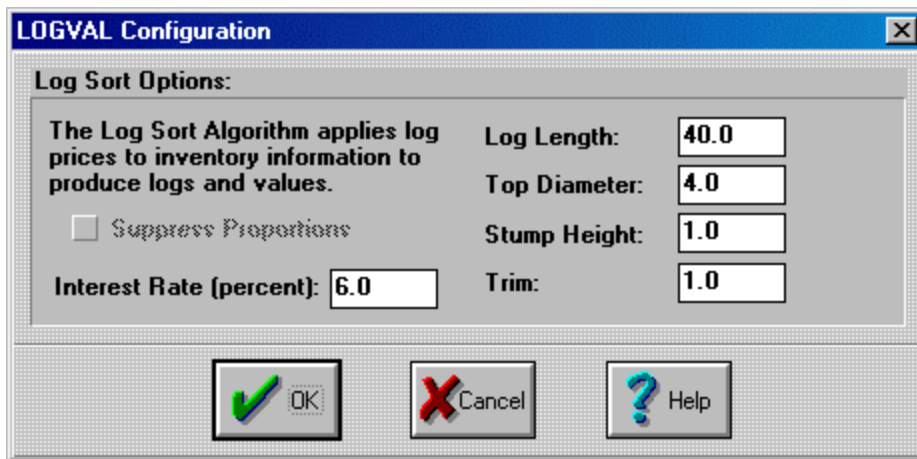 LOGVAL Configuration
Log Sort Options:
The Log Sort Algorithm applies log
prices to inventory information to
produce logs and values.
Suppress Proportions
Interest Rate (percent): 6.0
Log Length: 40.0
Top Diameter: 4.0
Stump Height: 1.0
Trim: 1.0
OK
Cancel
Help